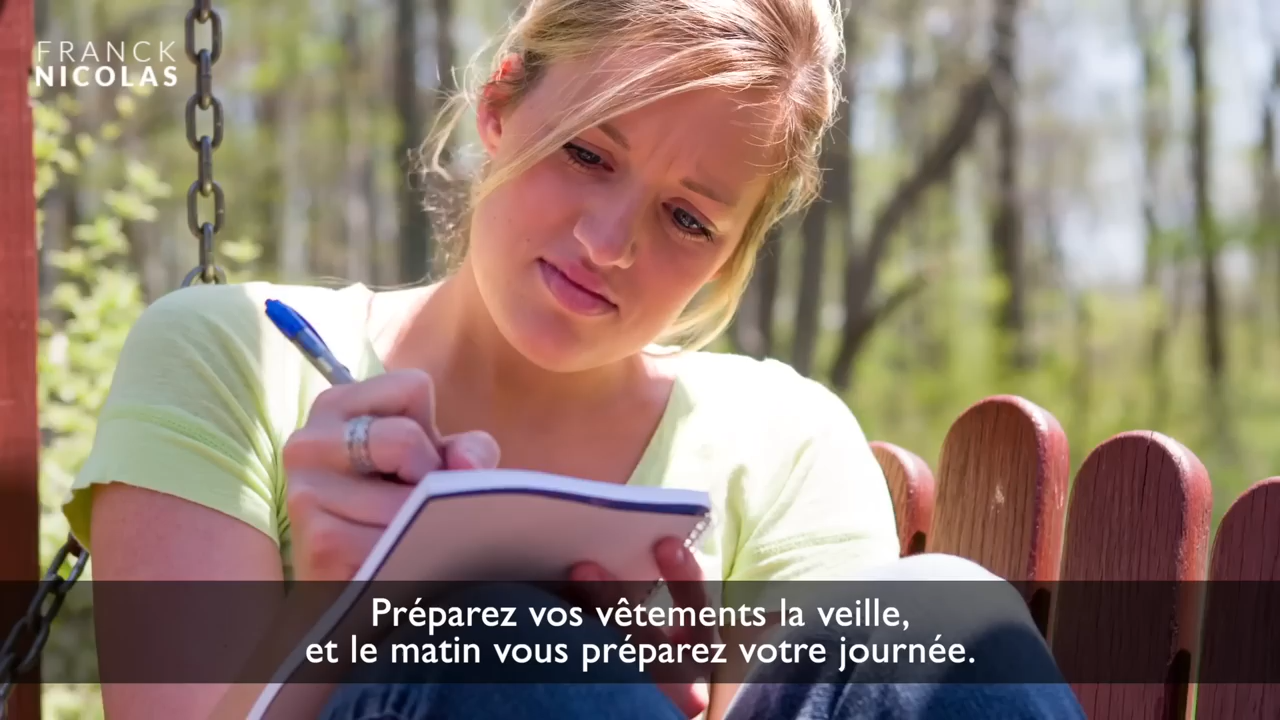 FRANCK
NICOLAS
Préparez vos vêtements la veille,
et le matin vous préparez votre journée.